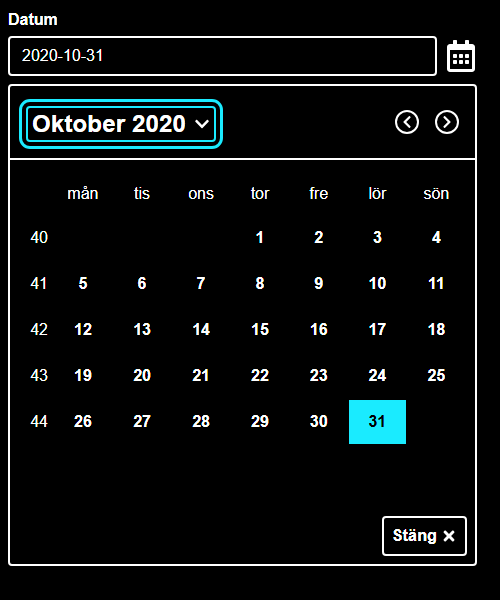 Datum
2020-10-31
Oktober 2020
mån tis ons tor fre lör sön
40 1 2 3 4
41 5 6 7 8 9 10 11
42 12 13 14 15 16 17 18
43 19 20 21 22 23 24 25
44 26 27 28 29 30 31
Stäng